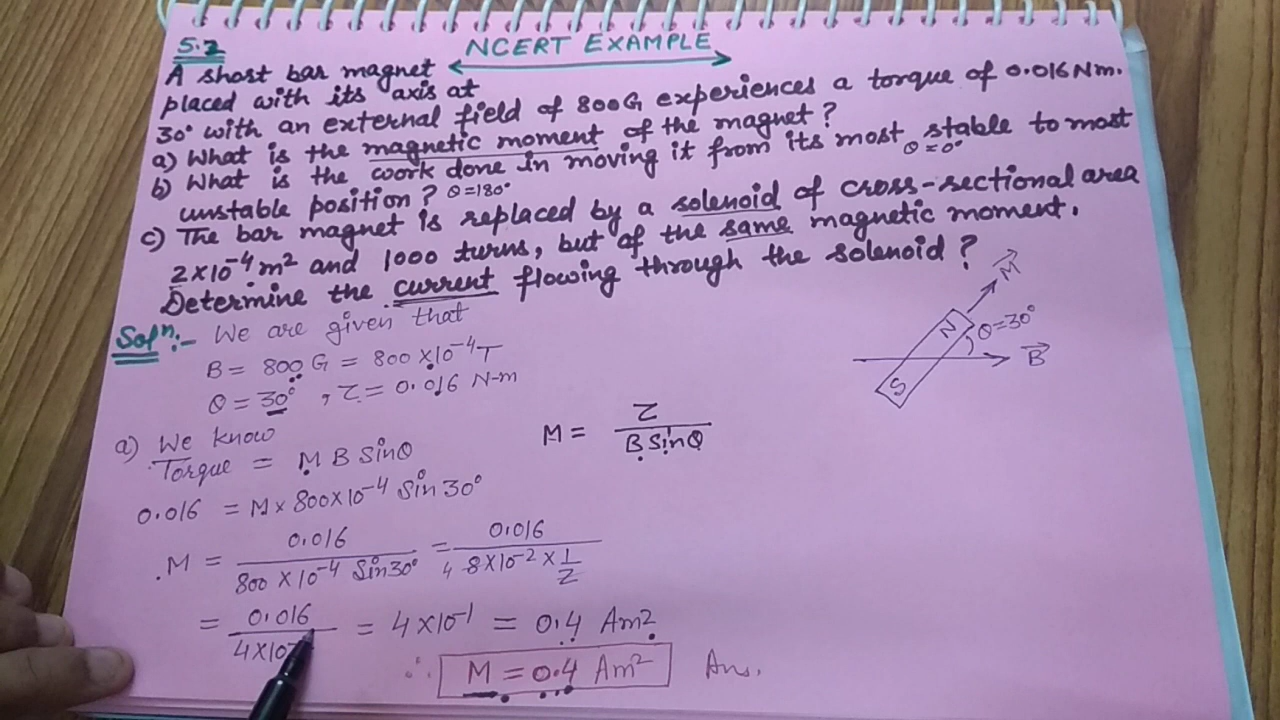 5.2
NCERT EXAMPLE
A short bar magnet
placed with its axis at
30° with an external field of 800G experiences a torque of 0.016Nm.
a) What is the magnetic moment of the magnet?
b) What is the work done in moving it from its most stable to most
θ=0°
unstable position? θ=180°
c) The bar magnet is replaced by a solenoid of cross-sectional area
2×10⁻⁴m² and 1000 turns, but of the same magnetic moment.
Determine the current flowing through the solenoid?
Solⁿ:- We are given that
B = 800 G = 800 ×10⁻⁴T
θ = 30°, τ = 0.016 N-m
M
N
θ=30°
B
S
a) We know
Torque = M B Sinθ
M = τ / B Sinθ
0.016 = M × 800×10⁻⁴ Sin 30°
M = 0.016 / 800 × 10⁻⁴ Sin30° = 0.016 / 8×10⁻² × 1/2
4
= 0.016 / 4×10⁻ = 4×10⁻¹ = 0.4 Am²
∴ M = 0.4 Am² Ans.